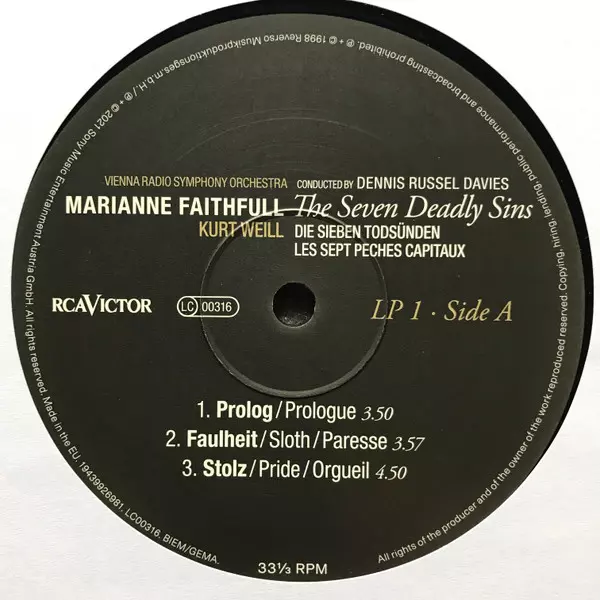 VIENNA RADIO SYMPHONY ORCHESTRA CONDUCTED BY DENNIS RUSSEL DAVIES
MARIANNE FAITHFULL The Seven Deadly Sins
KURT WEILL DIE SIEBEN TODSÜNDEN
LES SEPT PECHES CAPITAUX
RCAVICTOR LC 00316 LP 1 · Side A
1. Prolog/Prologue 3.50
2. Faulheit/Sloth/Paresse 3.57
3. Stolz/Pride/Orgueil 4.50
33⅓ RPM
Made in the EU. 19439926981. LC00316. BIEM/GEMA.
All rights reserved.
℗ + © 2021 Sony Music Entertainment Austria GmbH. All rights reserved.
℗ + © 1998 Reverso Musikproduktionsges.m.b.H. /
All rights of the producer and of the owner of the work reproduced reserved. Copying, hiring, lending, public performance and broadcasting prohibited.